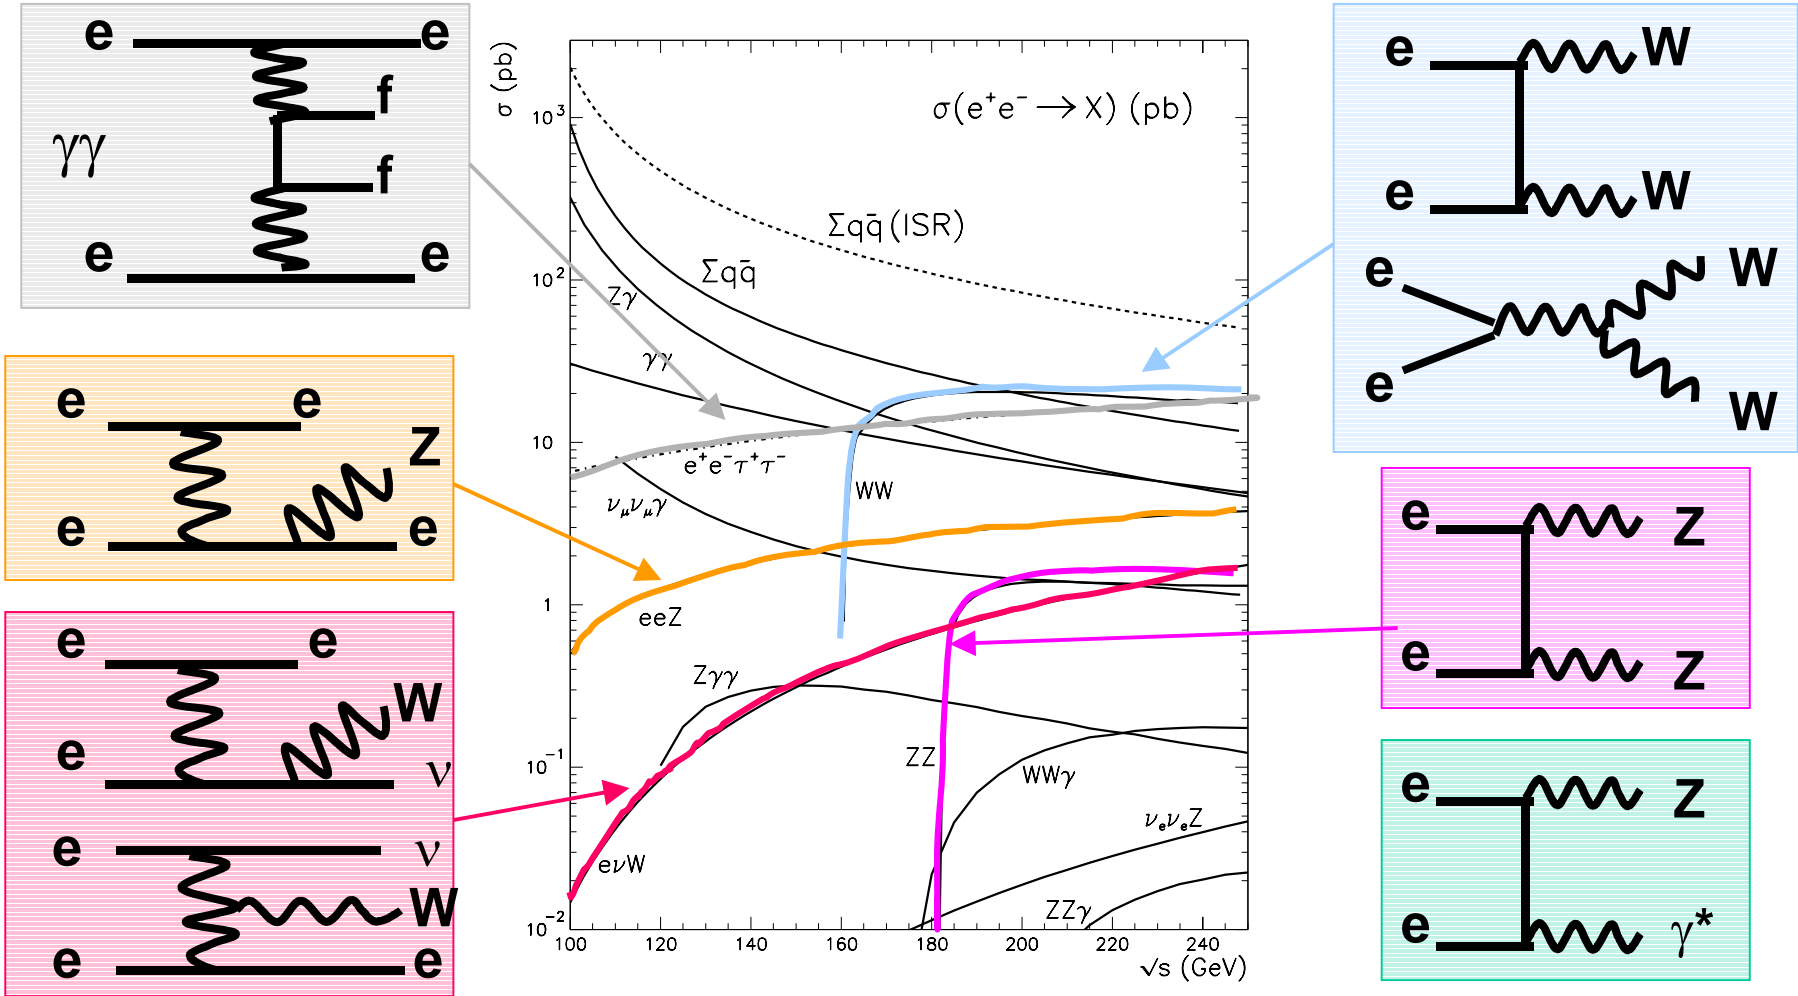 e e
f
γγ
f
e e
e e
Z
e e
e e
W
e ν
e ν
W
e e
σ (pb)
σ(e⁺e⁻ → X) (pb)
10³
10²
10
1
10⁻¹
10⁻²
Σqq̄ (ISR)
Σqq̄
Zγ
γγ
e⁺e⁻τ⁺τ⁻
ν_μν_μγ
WW
eeZ
Zγγ
ZZ
WWγ
ν_eν_eZ
eνW
ZZγ
100 120 140 160 180 200 220 240
√s (GeV)
e W
e W
e W
e W
e Z
e Z
e Z
e γ*